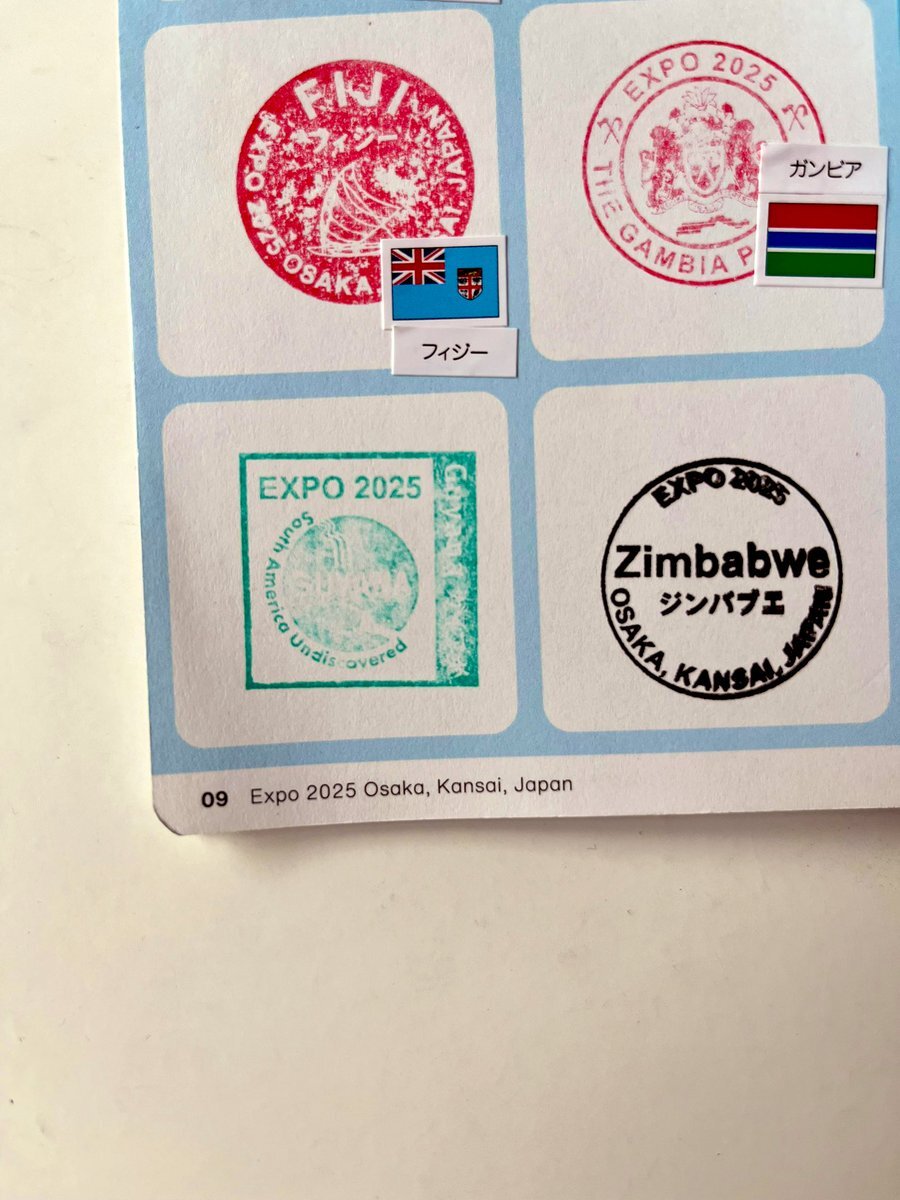 FIJI
フィジー
EXPO 2025 OSAKA
JAPAN
フィジー
EXPO 2025
THE GAMBIA P
ガンビア
EXPO 2025
South America Undiscovered
EXPO 2025
Zimbabwe
ジンバブエ
OSAKA, KANSAI, JAPAN
09 Expo 2025 Osaka, Kansai, Japan